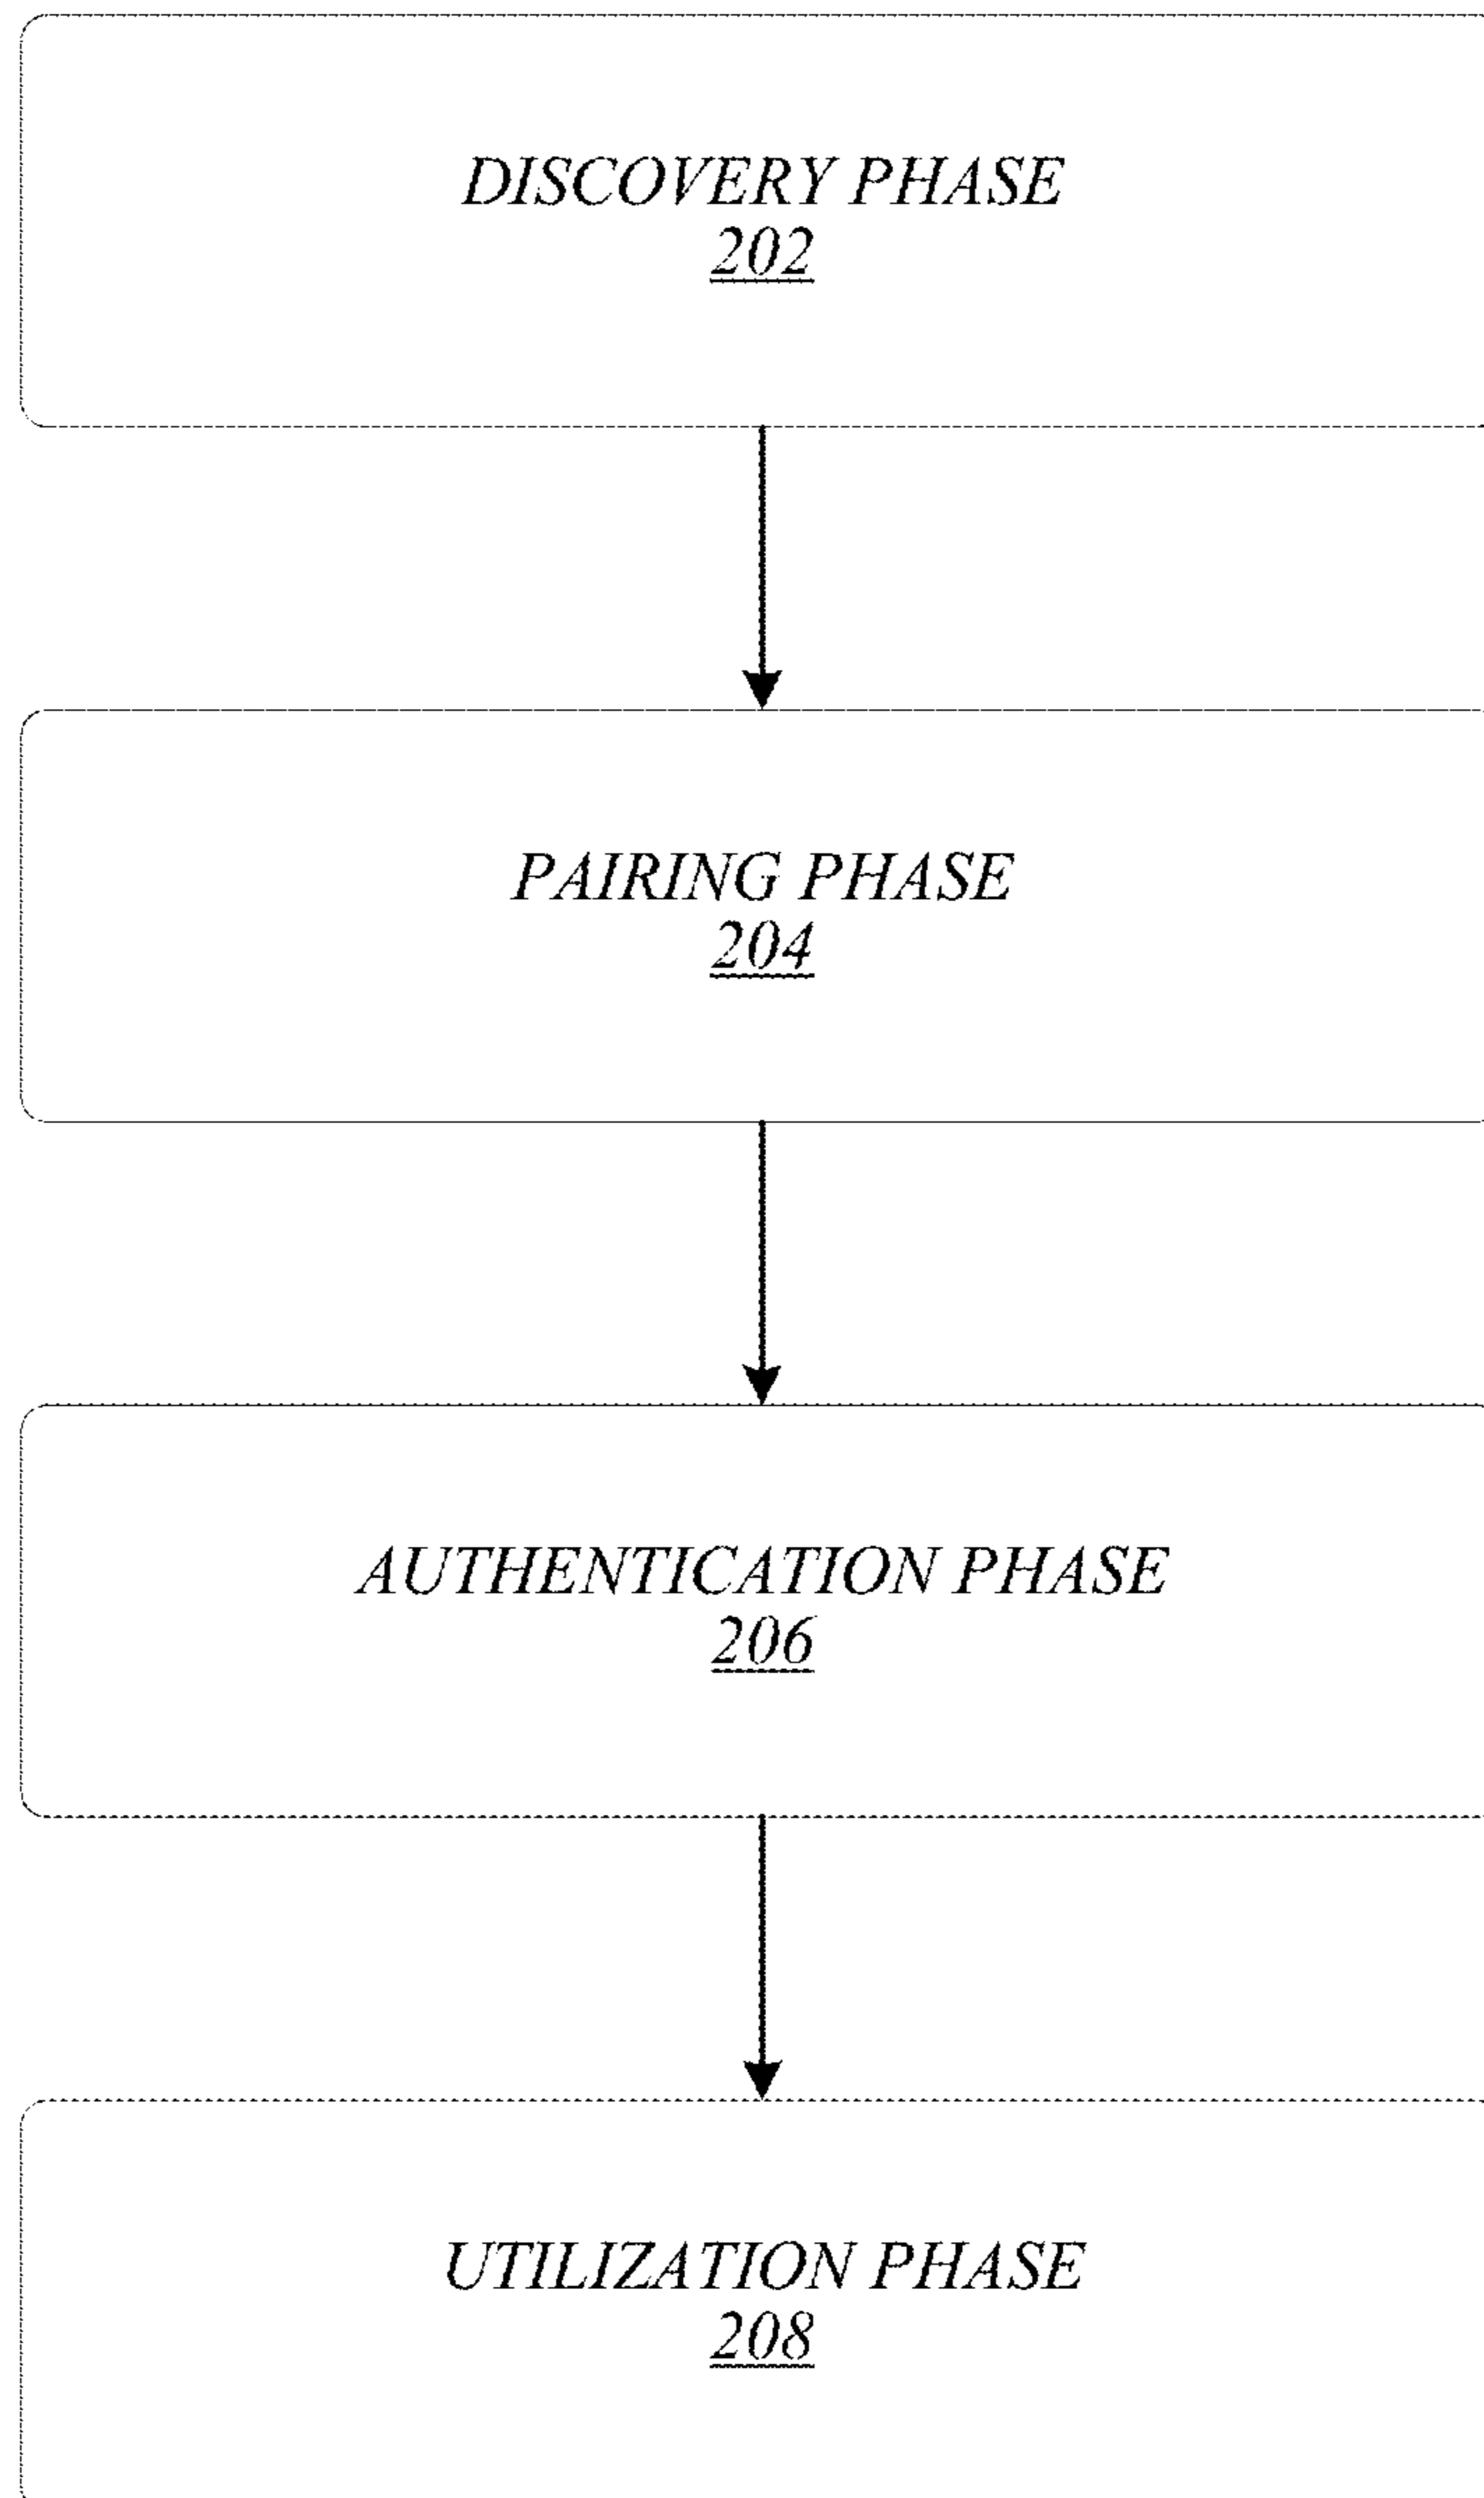 DISCOVERY PHASE
202
PAIRING PHASE
204
AUTHENTICATION PHASE
206
UTILIZATION PHASE
208